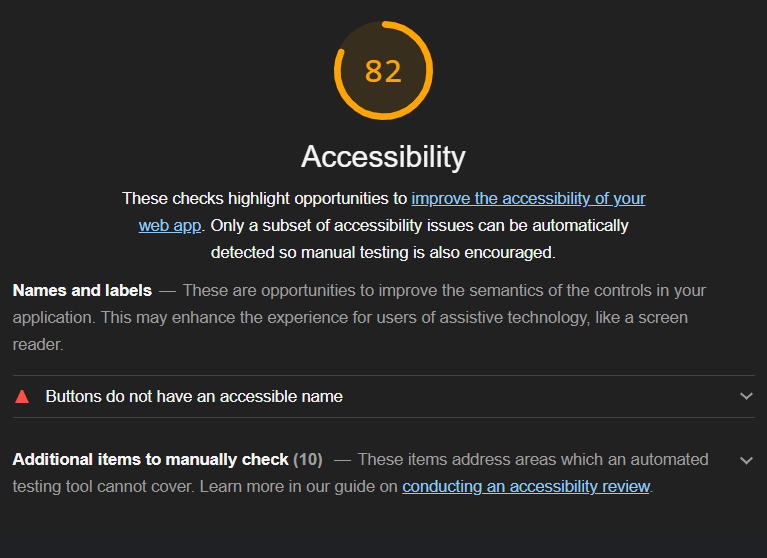 82
Accessibility
These checks highlight opportunities to improve the accessibility of your
web app. Only a subset of accessibility issues can be automatically
detected so manual testing is also encouraged.
Names and labels — These are opportunities to improve the semantics of the controls in your
application. This may enhance the experience for users of assistive technology, like a screen
reader.
Buttons do not have an accessible name
Additional items to manually check (10) — These items address areas which an automated
testing tool cannot cover. Learn more in our guide on conducting an accessibility review.